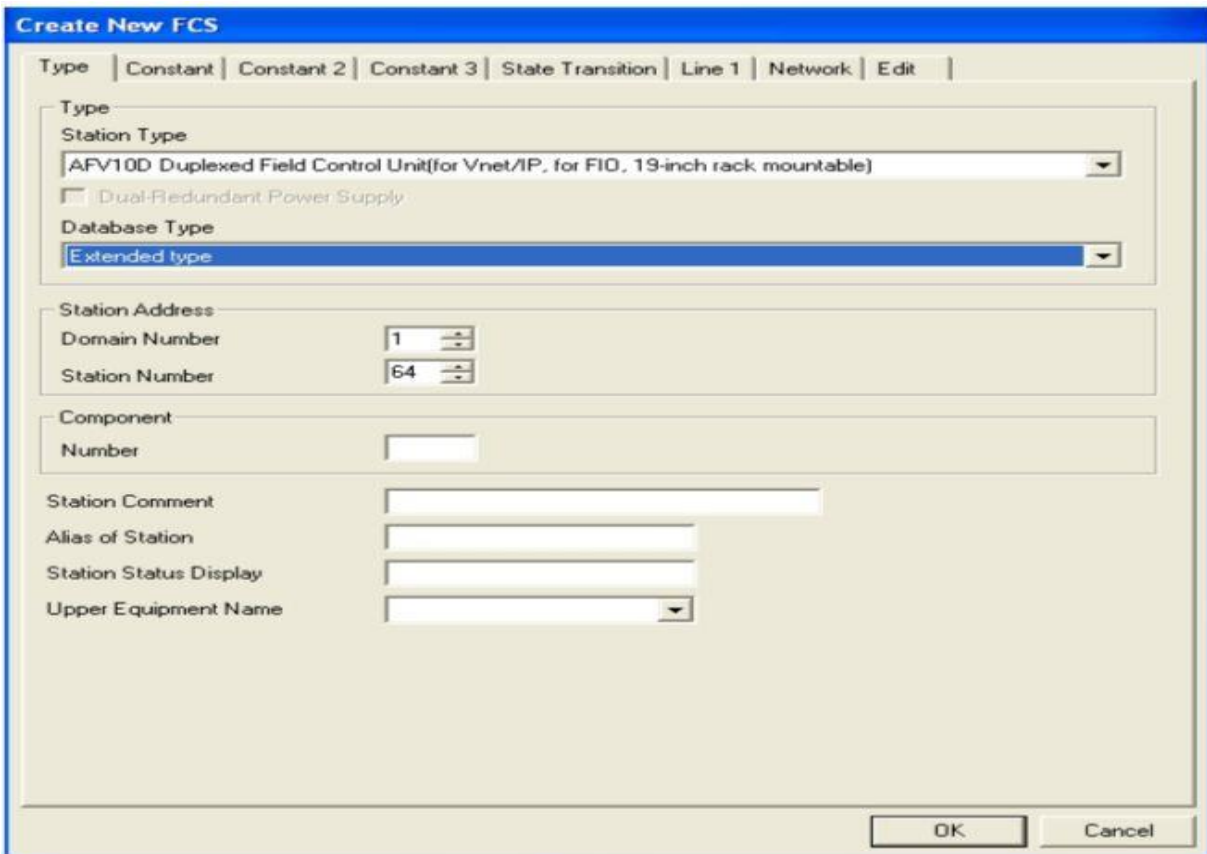 Create New FCS
Type Constant Constant 2 Constant 3 State Transition Line 1 Network Edit
Type
Station Type
AFV10D Duplexed Field Control Unit(for Vnet/IP, for FIO, 19-inch rack mountable)
Dual-Redundant Power Supply
Database Type
Extended type
Station Address
Domain Number 1
Station Number 64
Component
Number
Station Comment
Alias of Station
Station Status Display
Upper Equipment Name
OK Cancel